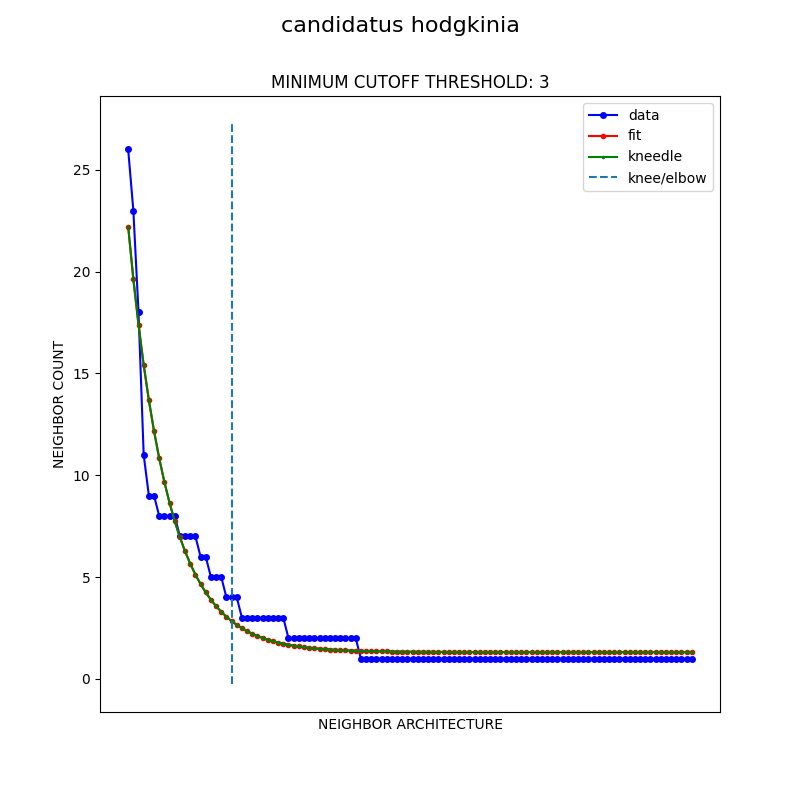 candidatus hodgkinia
MINIMUM CUTOFF THRESHOLD: 3
data
fit
kneedle
knee/elbow
25
20
15
10
5
0
NEIGHBOR COUNT
NEIGHBOR ARCHITECTURE